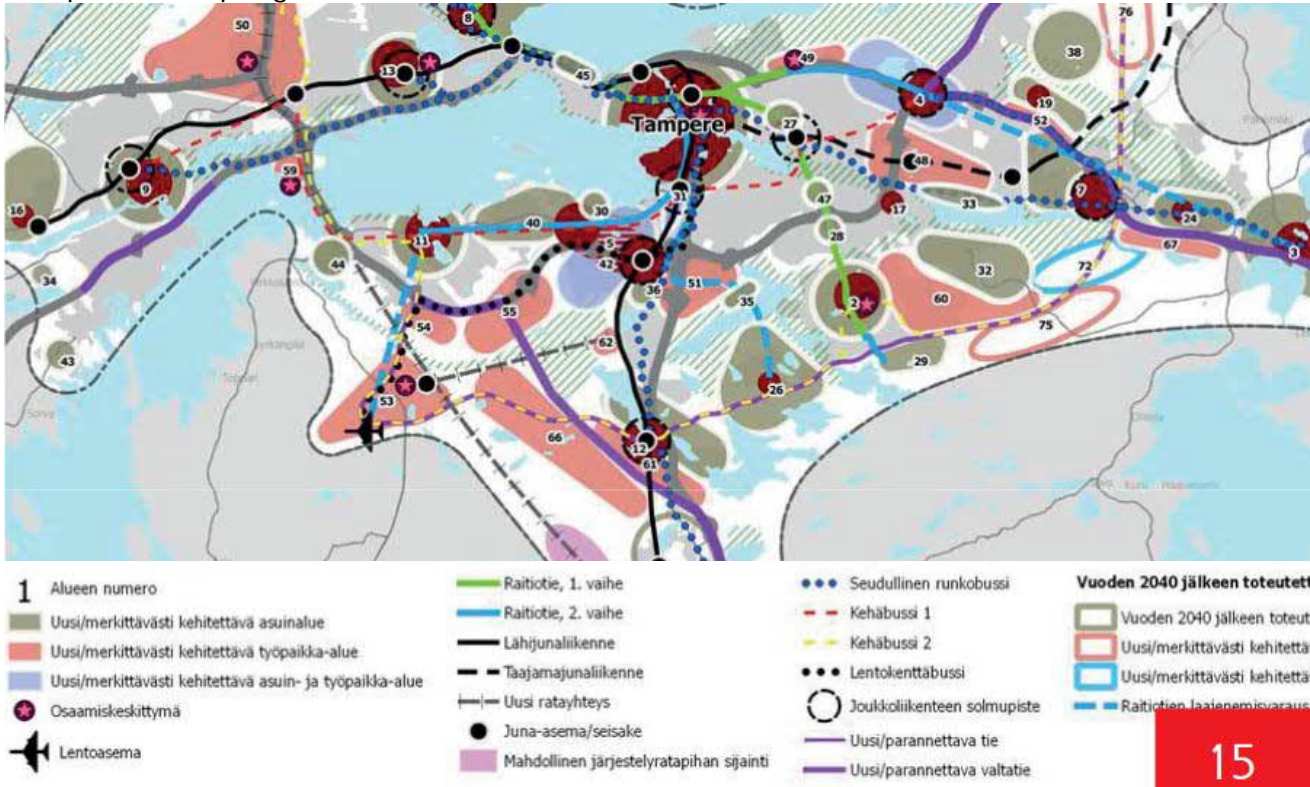 50
8
76
13
49
38
45
4
19
Tampere
52
27
59
48
9
7
16
31
47
33
17
24
30
40
11
28
67
5
3
44
42
32
72
34
36
51
2
60
35
55
54
75
62
43
29
26
53
66
12
61
1 Alueen numero
Uusi/merkittävästi kehitettävä asuinalue
Uusi/merkittävästi kehitettävä työpaikka-alue
Uusi/merkittävästi kehitettävä asuin- ja työpaikka-alue
Osaamiskeskittymä
Lentoasema
Raitiotie, 1. vaihe
Raitiotie, 2. vaihe
Lähijunaliikenne
Taajamajunaliikenne
Uusi ratayhteys
Juna-asema/seisake
Mahdollinen järjestelyratapihan sijainti
Seudullinen runkobussi
Kehäbussi 1
Kehäbussi 2
Lentokenttäbussi
Joukkoliikenteen solmupiste
Uusi/parannettava tie
Uusi/parannettava valtatie
Vuoden 2040 jälkeen toteutett
Vuoden 2040 jälkeen toteut
Uusi/merkittävästi kehitettä
Uusi/merkittävästi kehitettä
Raitiotien laajenemisvaraus
15